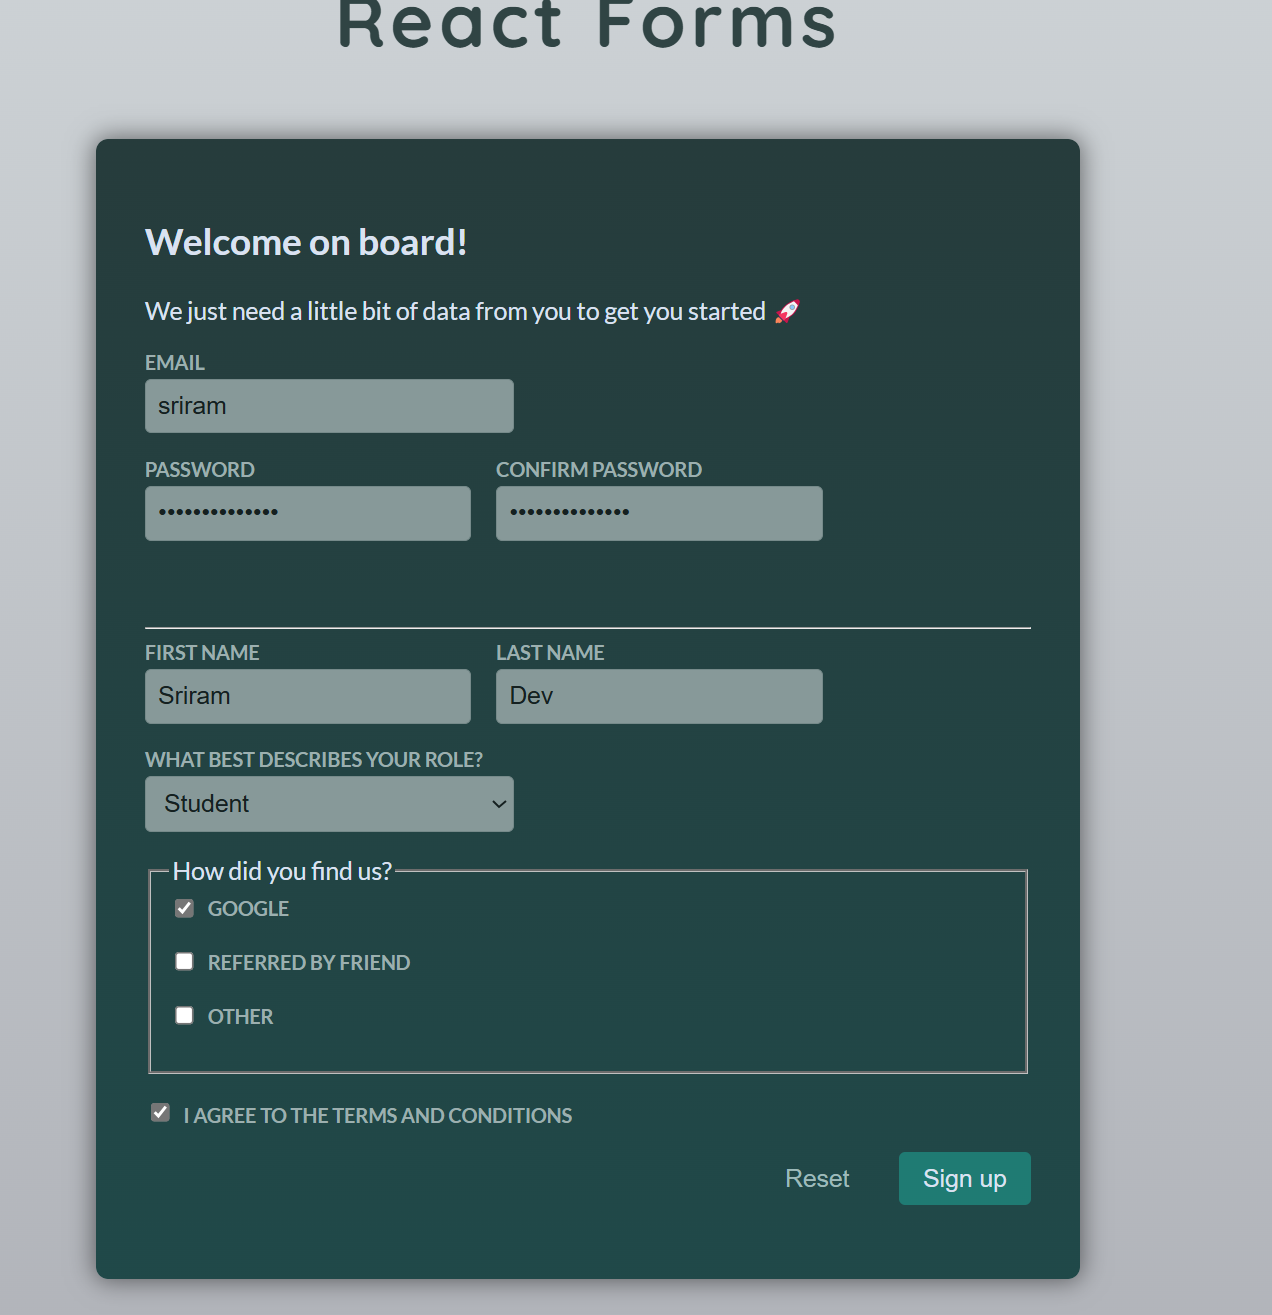 React Forms
Welcome on board!
We just need a little bit of data from you to get you started 🚀
EMAIL
sriram
PASSWORD CONFIRM PASSWORD
•••••••••••••• ••••••••••••••
FIRST NAME LAST NAME
Sriram Dev
WHAT BEST DESCRIBES YOUR ROLE?
Student
How did you find us?
GOOGLE
REFERRED BY FRIEND
OTHER
I AGREE TO THE TERMS AND CONDITIONS
Reset Sign up